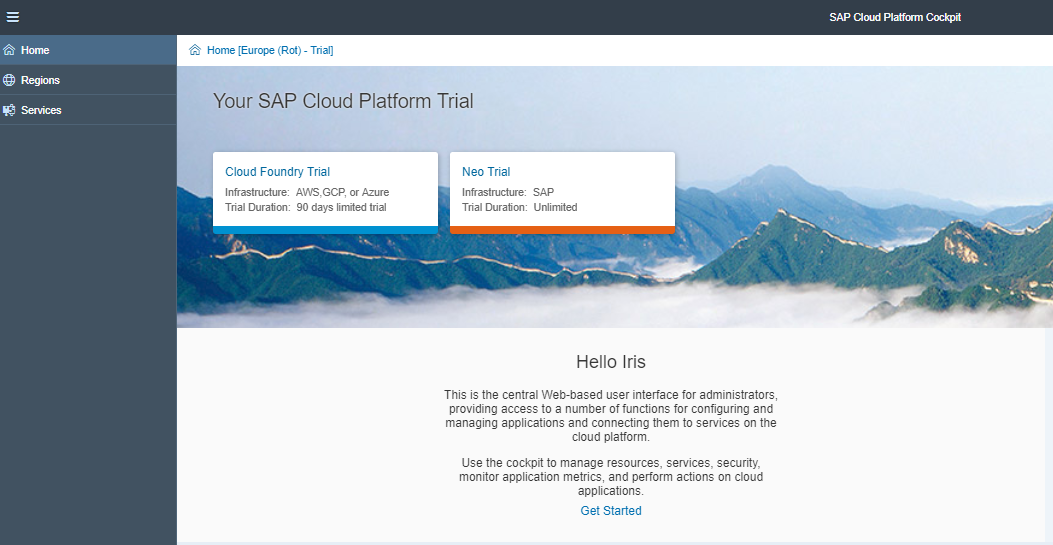 SAP Cloud Platform Cockpit
Home
Regions
Services
Home [Europe (Rot) - Trial]
Your SAP Cloud Platform Trial
Cloud Foundry Trial
Infrastructure: AWS,GCP, or Azure
Trial Duration: 90 days limited trial
Neo Trial
Infrastructure: SAP
Trial Duration: Unlimited
Hello Iris
This is the central Web-based user interface for administrators,
providing access to a number of functions for configuring and
managing applications and connecting them to services on the
cloud platform.
Use the cockpit to manage resources, services, security,
monitor application metrics, and perform actions on cloud
applications.
Get Started